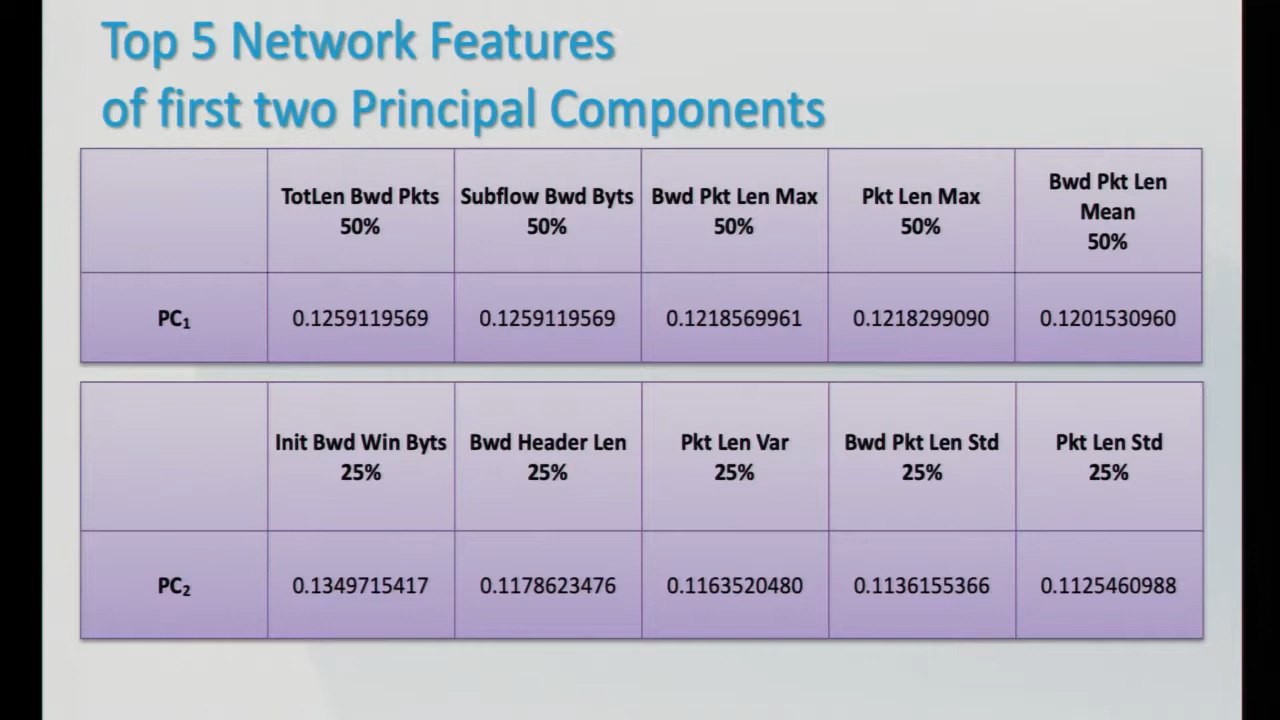 Top 5 Network Features
of first two Principal Components
TotLen Bwd Pkts
50%
Subflow Bwd Byts
50%
Bwd Pkt Len Max
50%
Pkt Len Max
50%
Bwd Pkt Len
Mean
50%
PC₁
0.1259119569
0.1259119569
0.1218569961
0.1218299090
0.1201530960
Init Bwd Win Byts
25%
Bwd Header Len
25%
Pkt Len Var
25%
Bwd Pkt Len Std
25%
Pkt Len Std
25%
PC₂
0.1349715417
0.1178623476
0.1163520480
0.1136155366
0.1125460988